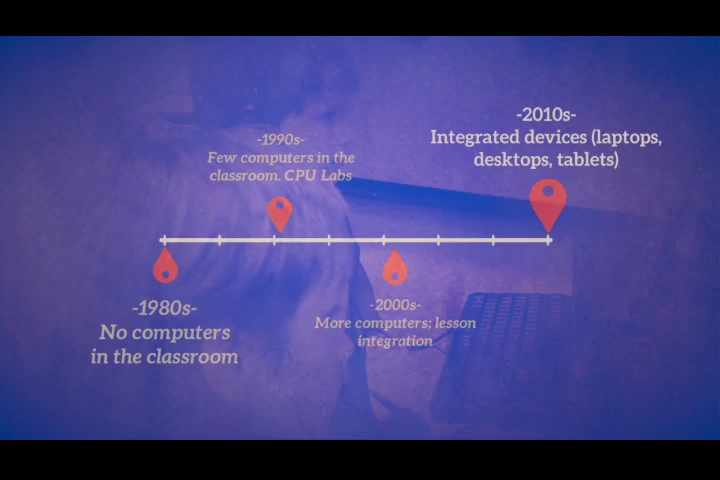 -1980s-
No computers
in the classroom
-1990s-
Few computers in the
classroom. CPU Labs
-2000s-
More computers; lesson
integration
-2010s-
Integrated devices (laptops,
desktops, tablets)